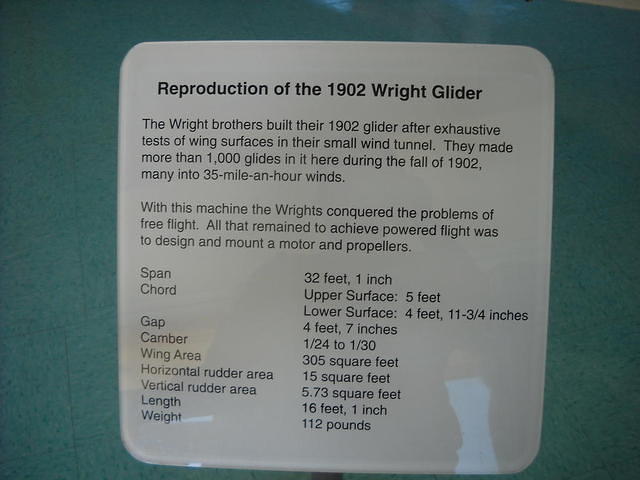 Reproduction of the 1902 Wright Glider
The Wright brothers built their 1902 glider after exhaustive
tests of wing surfaces in their small wind tunnel. They made
more than 1,000 glides in it here during the fall of 1902,
many into 35-mile-an-hour winds.
With this machine the Wrights conquered the problems of
free flight. All that remained to achieve powered flight was
to design and mount a motor and propellers.
Span 32 feet, 1 inch
Chord Upper Surface: 5 feet
Lower Surface: 4 feet, 11-3/4 inches
Gap 4 feet, 7 inches
Camber 1/24 to 1/30
Wing Area 305 square feet
Horizontal rudder area 15 square feet
Vertical rudder area 5.73 square feet
Length 16 feet, 1 inch
Weight 112 pounds